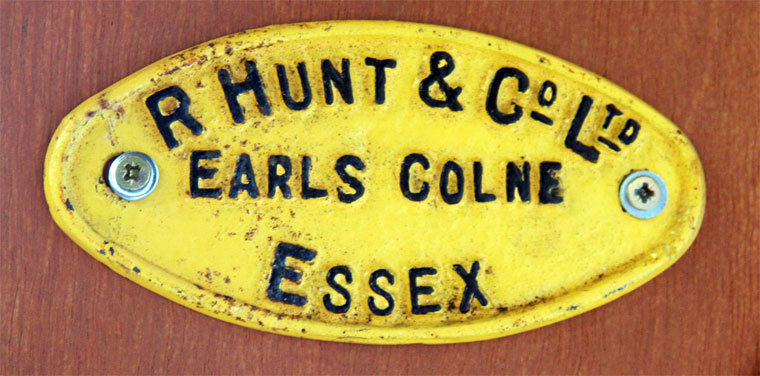 R HUNT & CO LTD
EARLS COLNE
ESSEX